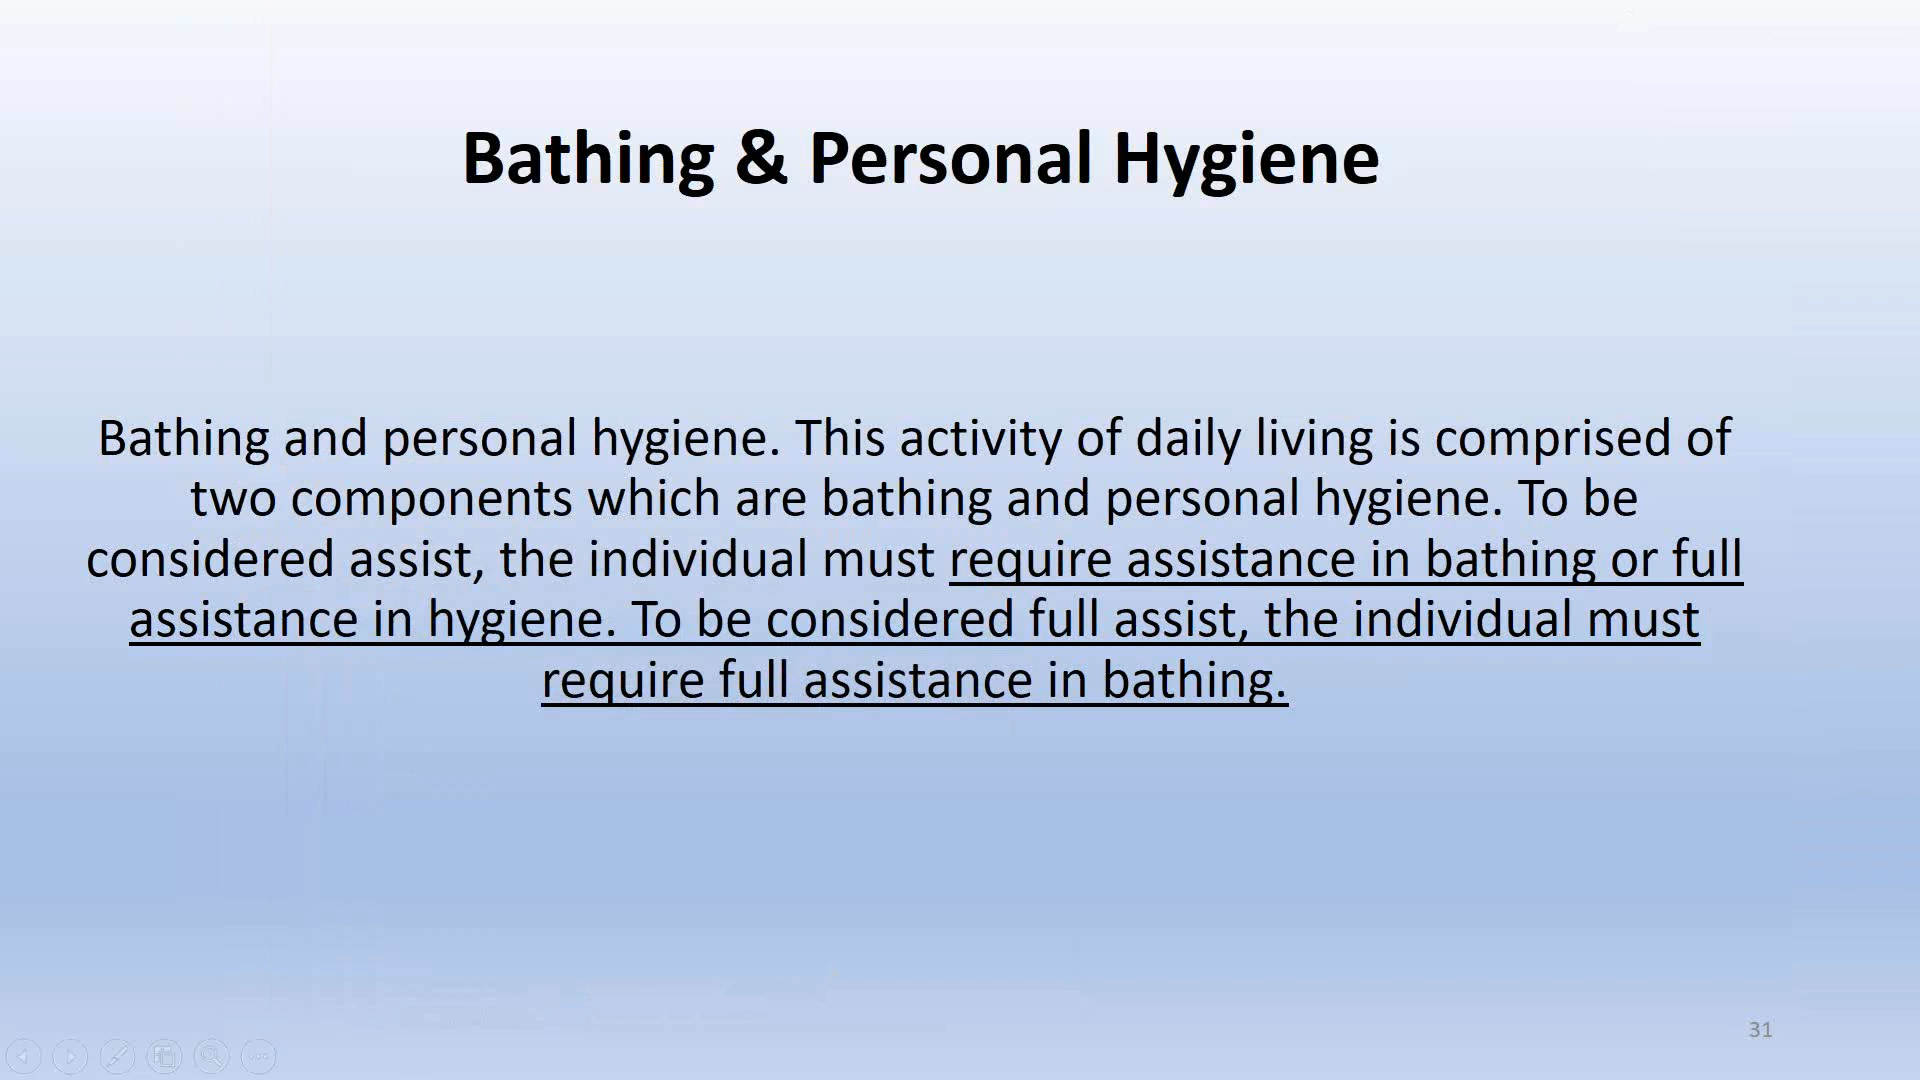 Bathing & Personal Hygiene
Bathing and personal hygiene. This activity of daily living is comprised of
two components which are bathing and personal hygiene. To be
considered assist, the individual must require assistance in bathing or full
assistance in hygiene. To be considered full assist, the individual must
require full assistance in bathing.
31